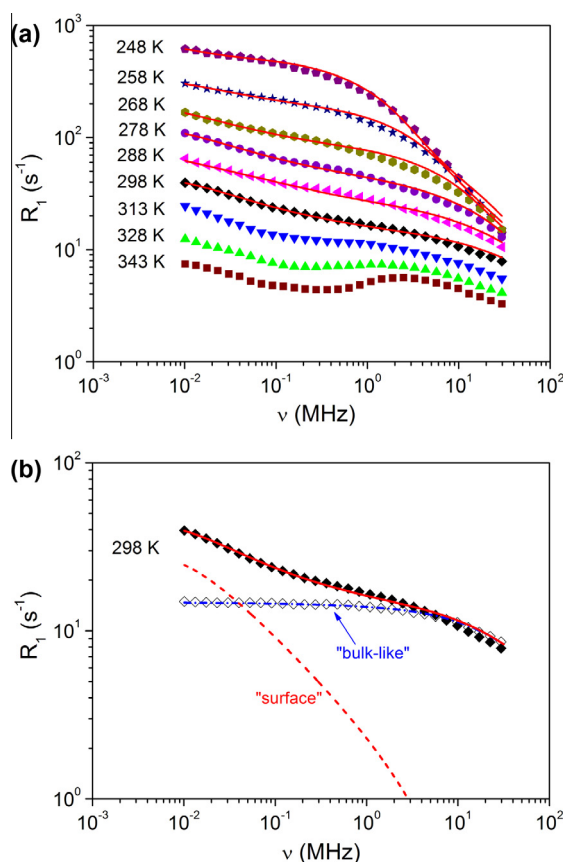 (a)
10³
10²
10¹
10⁰
R₁ (s⁻¹)
248 K
258 K
268 K
278 K
288 K
298 K
313 K
328 K
343 K
10⁻³ 10⁻² 10⁻¹ 10⁰ 10¹ 10²
ν (MHz)
(b)
10²
10¹
10⁰
R₁ (s⁻¹)
298 K
"bulk-like"
"surface"
10⁻³ 10⁻² 10⁻¹ 10⁰ 10¹ 10²
ν (MHz)